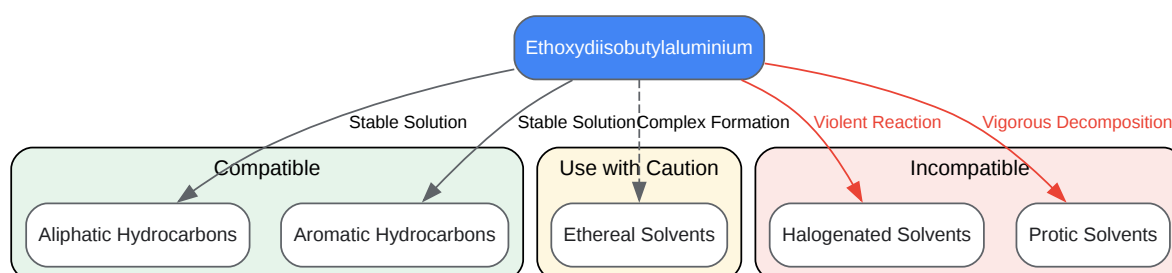 Ethoxydiisobutylaluminium
Stable Solution
Stable Solution
Complex Formation
Violent Reaction
Vigorous Decomposition
Compatible
Use with Caution
Incompatible
Aliphatic Hydrocarbons
Aromatic Hydrocarbons
Ethereal Solvents
Halogenated Solvents
Protic Solvents